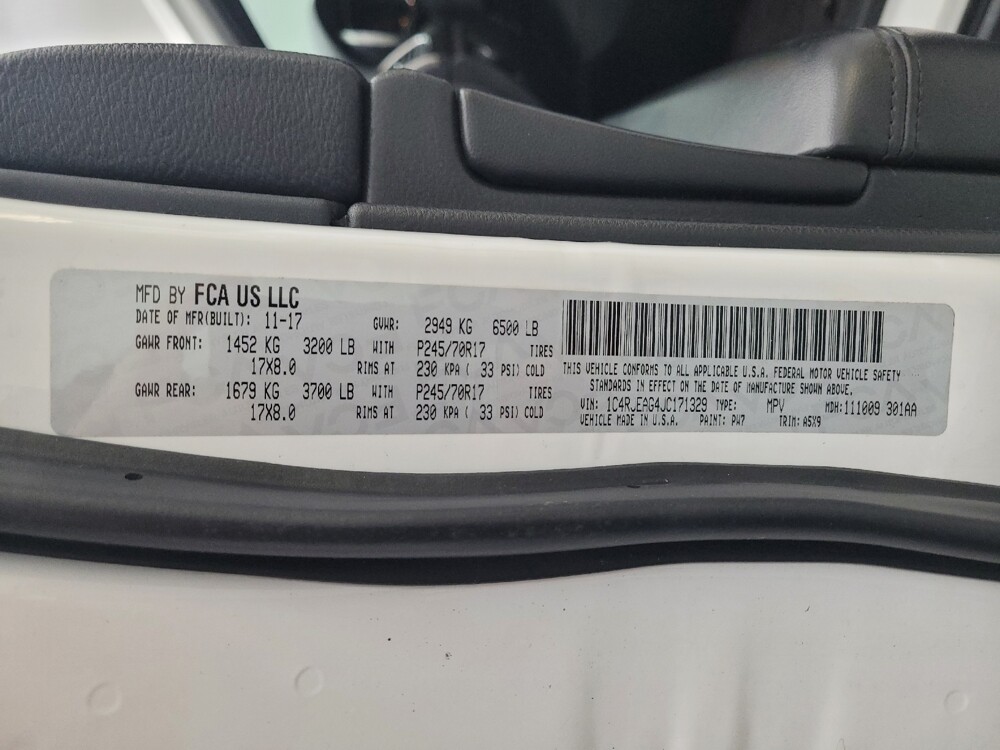 MFD BY FCA US LLC
DATE OF MFR(BUILT): 11-17 GVWR: 2949 KG 6500 LB
GAWR FRONT: 1452 KG 3200 LB WITH P245/70R17 TIRES
17X8.0 RIMS AT 230 KPA ( 33 PSI) COLD
GAWR REAR: 1679 KG 3700 LB WITH P245/70R17 TIRES
17X8.0 RIMS AT 230 KPA ( 33 PSI) COLD
THIS VEHICLE CONFORMS TO ALL APPLICABLE U.S.A. FEDERAL MOTOR VEHICLE SAFETY
STANDARDS IN EFFECT ON THE DATE OF MANUFACTURE SHOWN ABOVE.
VIN: 1C4RJEAG4JC171329 TYPE: MPV MDH:111009 301AA
VEHICLE MADE IN U.S.A. PAINT: PW7 TRIM: A5X9